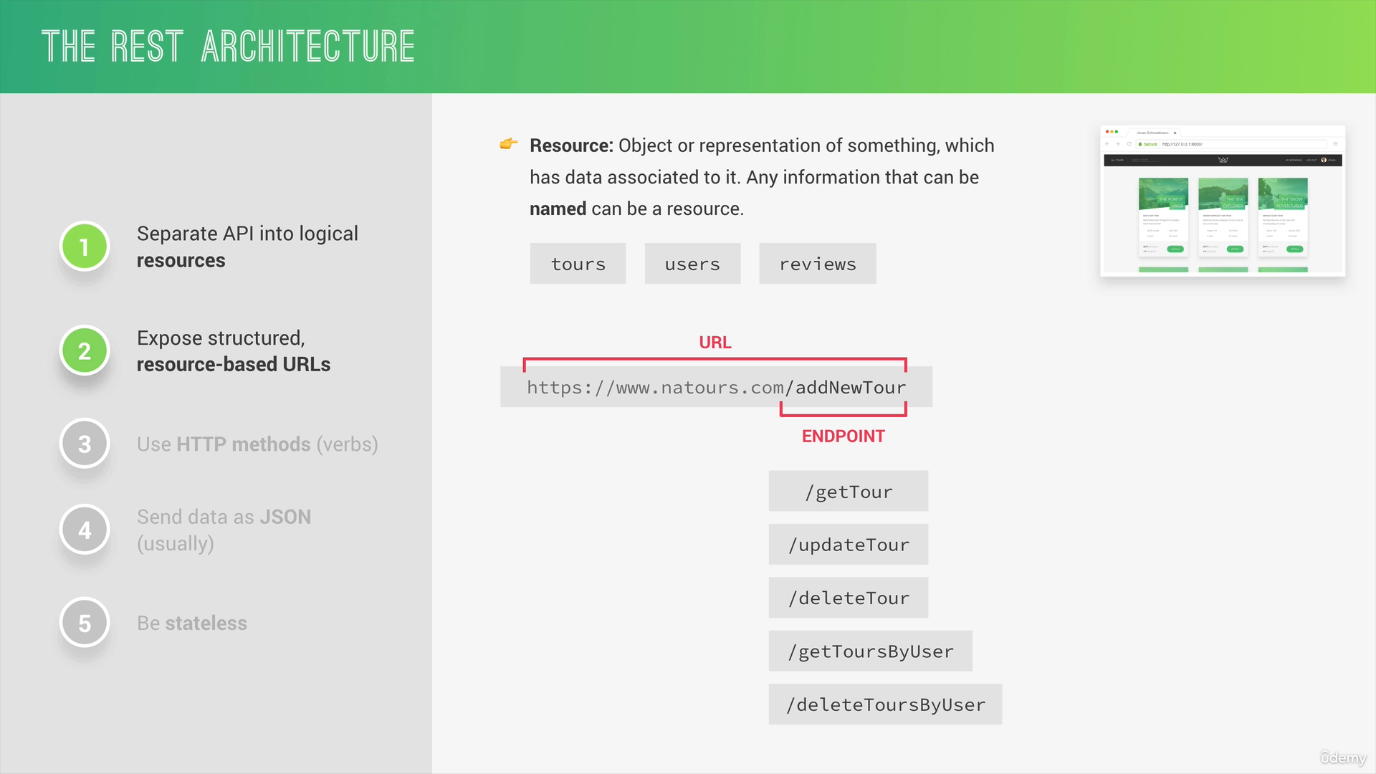 THE REST ARCHITECTURE
1
Separate API into logical
resources
2
Expose structured,
resource-based URLs
3
Use HTTP methods (verbs)
4
Send data as JSON
(usually)
5
Be stateless
👉 Resource: Object or representation of something, which
has data associated to it. Any information that can be
named can be a resource.
tours users reviews
URL
https://www.natours.com/addNewTour
ENDPOINT
/getTour
/updateTour
/deleteTour
/getToursByUser
/deleteToursByUser
ûdemy